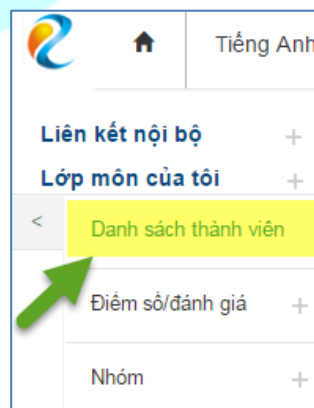 Tiếng Anh
Liên kết nội bộ +
Lớp môn của tôi +
< Danh sách thành viên
Điểm số/đánh giá +
Nhóm +